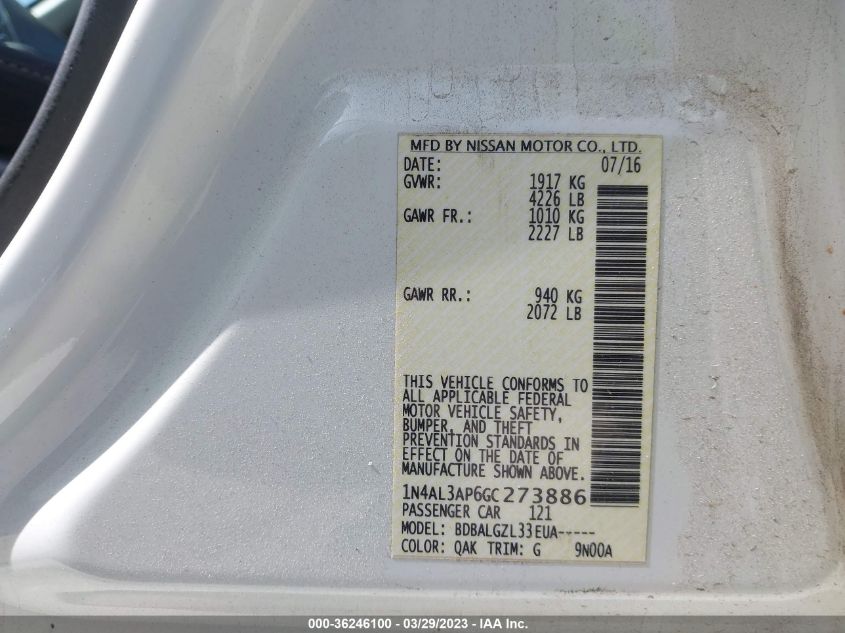 MFD BY NISSAN MOTOR CO., LTD.
DATE: 07/16
GVWR: 1917 KG
4226 LB
GAWR FR.: 1010 KG
2227 LB
GAWR RR.: 940 KG
2072 LB
THIS VEHICLE CONFORMS TO
ALL APPLICABLE FEDERAL
MOTOR VEHICLE SAFETY,
BUMPER, AND THEFT
PREVENTION STANDARDS IN
EFFECT ON THE DATE OF
MANUFACTURE SHOWN ABOVE.
1N4AL3AP6GC273886
PASSENGER CAR 121
MODEL: BDBALGZL33EUA-----
COLOR: QAK TRIM: G 9N00A
000-36246100 - 03/29/2023 - IAA Inc.